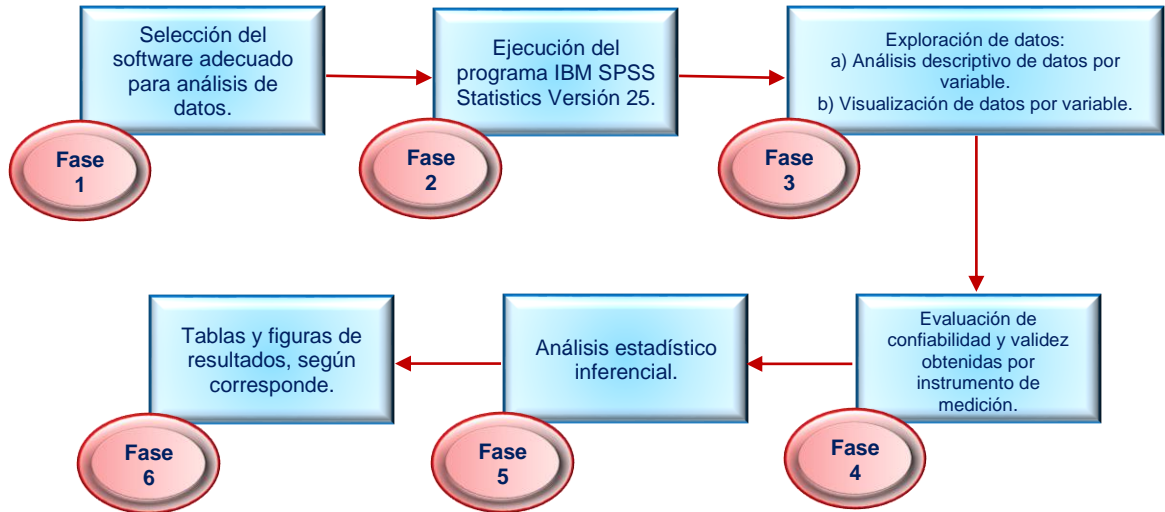 Selección del
software adecuado
para análisis de
datos.
Fase
1
Ejecución del
programa IBM SPSS
Statistics Versión 25.
Fase
2
Exploración de datos:
a) Análisis descriptivo de datos por
variable.
b) Visualización de datos por variable.
Fase
3
Evaluación de
confiabilidad y validez
obtenidas por
instrumento de
medición.
Fase
4
Análisis estadístico
inferencial.
Fase
5
Tablas y figuras de
resultados, según
corresponde.
Fase
6